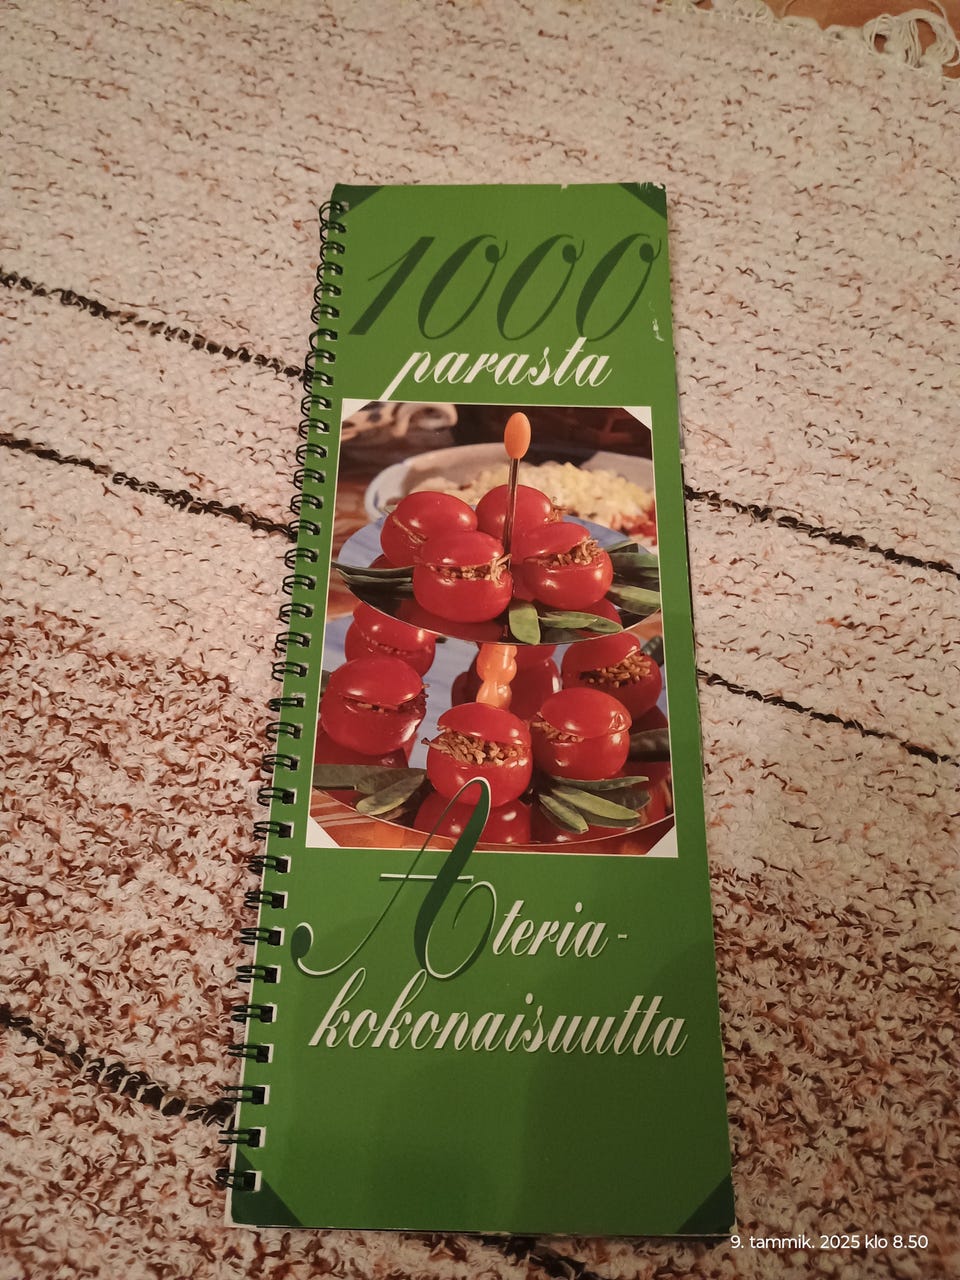 1000
parasta
Ateria-
kokonaisuutta
9. tammik. 2025 klo 8.50